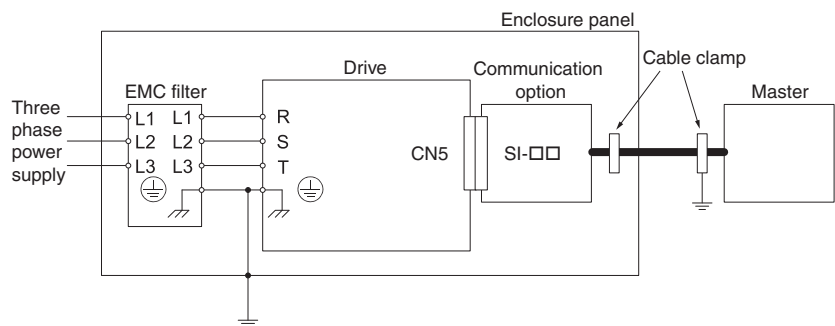 Enclosure panel
Drive
Communication
option
Cable clamp
Master
EMC filter
Three
phase
power
supply
L1 L1 R
L2 L2 S
L3 L3 T
CN5
SI-□□